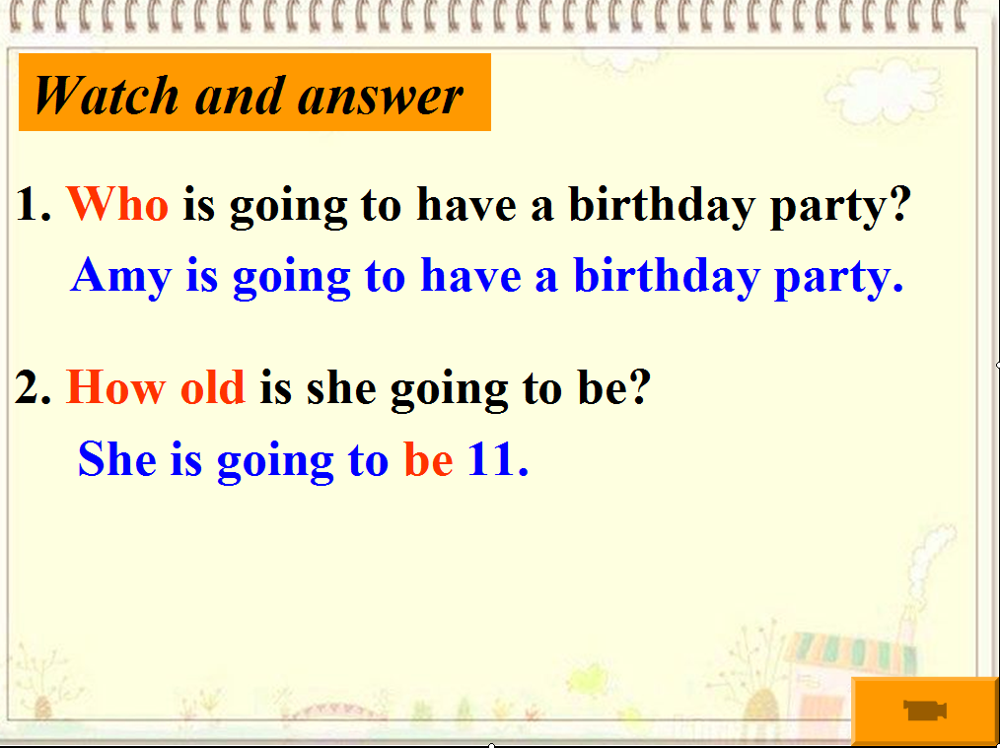 Watch and answer
1. Who is going to have a birthday party?
Amy is going to have a birthday party.
2. How old is she going to be?
She is going to be 11.